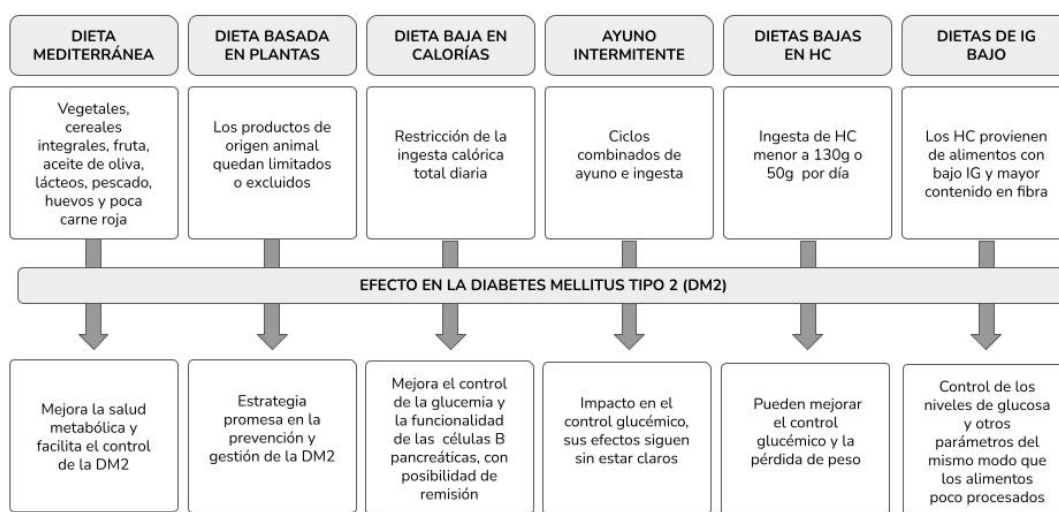 DIETA
MEDITERRÁNEA
DIETA BASADA
EN PLANTAS
DIETA BAJA EN
CALORÍAS
AYUNO
INTERMITENTE
DIETAS BAJAS
EN HC
DIETAS DE IG
BAJO
Vegetales,
cereales
integrales, fruta,
aceite de oliva,
lácteos, pescado,
huevos y poca
carne roja
Los productos de
origen animal
quedan limitados
o excluidos
Restricción de la
ingesta calórica
total diaria
Ciclos
combinados de
ayuno e ingesta
Ingesta de HC
menor a 130g o
50g por día
Los HC provienen
de alimentos con
bajo IG y mayor
contenido en fibra
EFECTO EN LA DIABETES MELLITUS TIPO 2 (DM2)
Mejora la salud
metabólica y
facilita el control
de la DM2
Estrategia
promesa en la
prevención y
gestión de la DM2
Mejora el control
de la glucemia y
la funcionalidad
de las células B
pancreáticas, con
posibilidad de
remisión
Impacto en el
control glucémico,
sus efectos siguen
sin estar claros
Pueden mejorar
el control
glucémico y la
pérdida de peso
Control de los
niveles de glucosa
y otros
parámetros del
mismo modo que
los alimentos
poco procesados